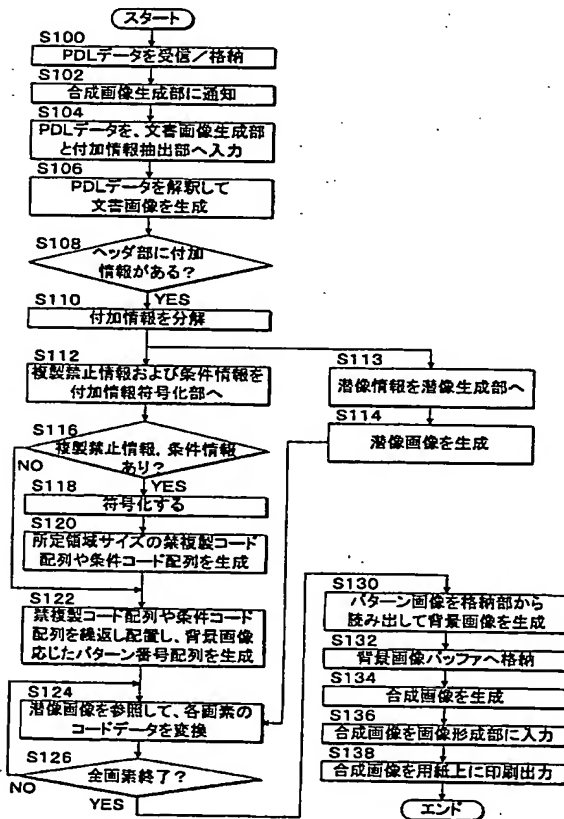 スタート
S100
PDLデータを受信／格納
S102
合成画像生成部に通知
S104
PDLデータを、文書画像生成部
と付加情報抽出部へ入力
S106
PDLデータを解釈して
文書画像を生成
S108
ヘッダ部に付加
情報がある？
YES
S110
付加情報を分解
S112
複製禁止情報および条件情報を
付加情報符号化部へ
S113
潜像情報を潜像生成部へ
S114
潜像画像を生成
S116
複製禁止情報、条件情報
あり？
NO
YES
S118
符号化する
S120
所定領域サイズの禁複製コード
配列や条件コード配列を生成
S122
禁複製コード配列や条件コード
配列を繰返し配置し、背景画像
応じたパターン番号配列を生成
S124
潜像画像を参照して、各画素の
コードデータを変換
S126
全画素終了？
NO
YES
S130
パターン画像を格納部から
読み出して背景画像を生成
S132
背景画像バッファへ格納
S134
合成画像を生成
S136
合成画像を画像形成部に入力
S138
合成画像を用紙上に印刷出力
エンド